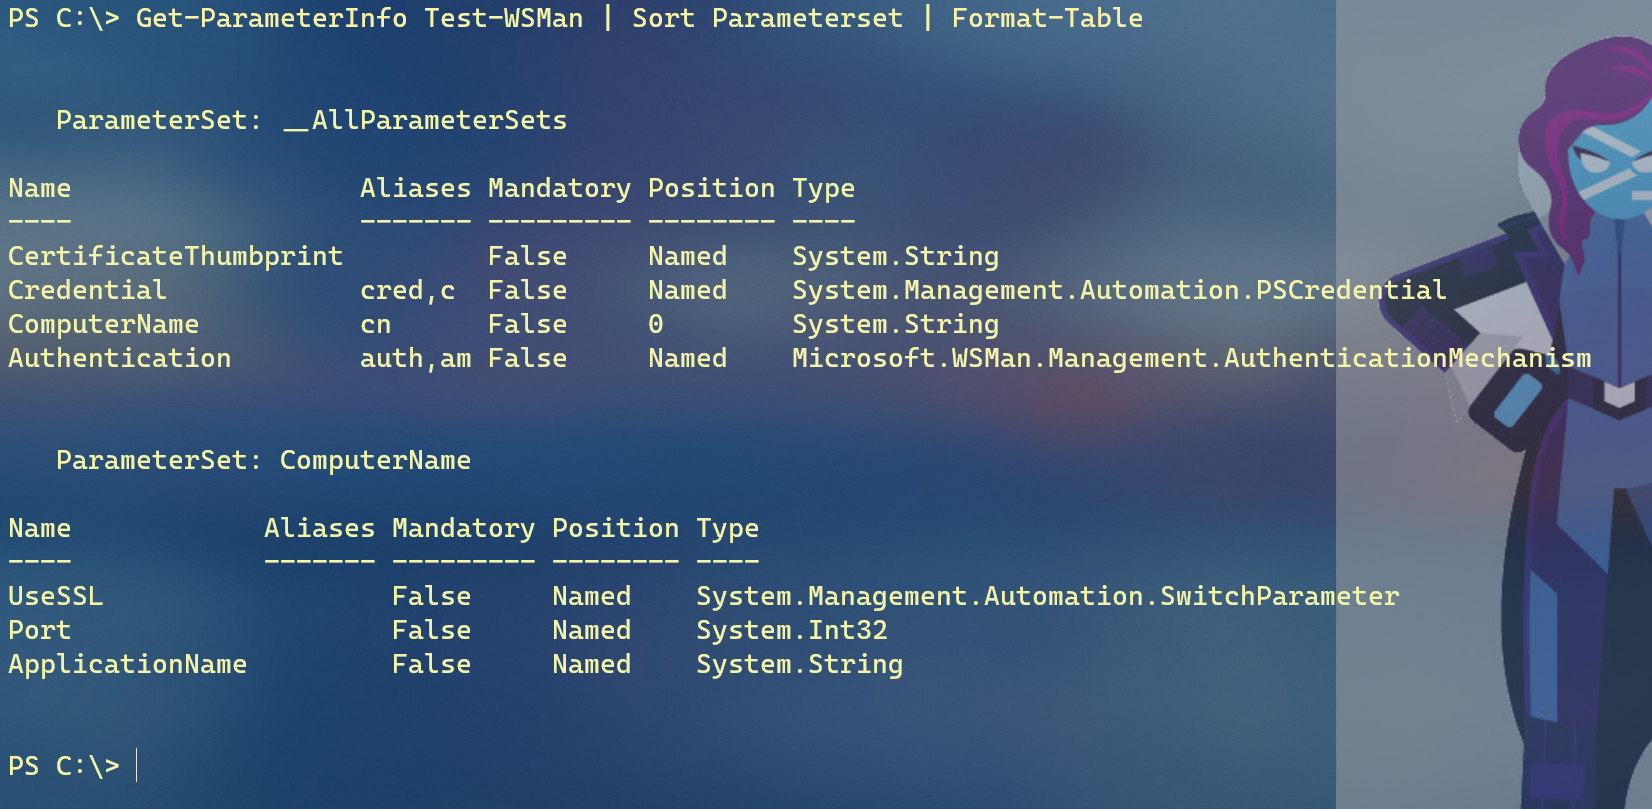 PS C:\> Get-ParameterInfo Test-WSMan | Sort Parameterset | Format-Table
ParameterSet: __AllParameterSets
Name Aliases Mandatory Position Type
---- ------- --------- -------- ----
CertificateThumbprint False Named System.String
Credential cred,c False Named System.Management.Automation.PSCredential
ComputerName cn False 0 System.String
Authentication auth,am False Named Microsoft.WSMan.Management.AuthenticationMechanism
ParameterSet: ComputerName
Name Aliases Mandatory Position Type
---- ------- --------- -------- ----
UseSSL False Named System.Management.Automation.SwitchParameter
Port False Named System.Int32
ApplicationName False Named System.String
PS C:\>